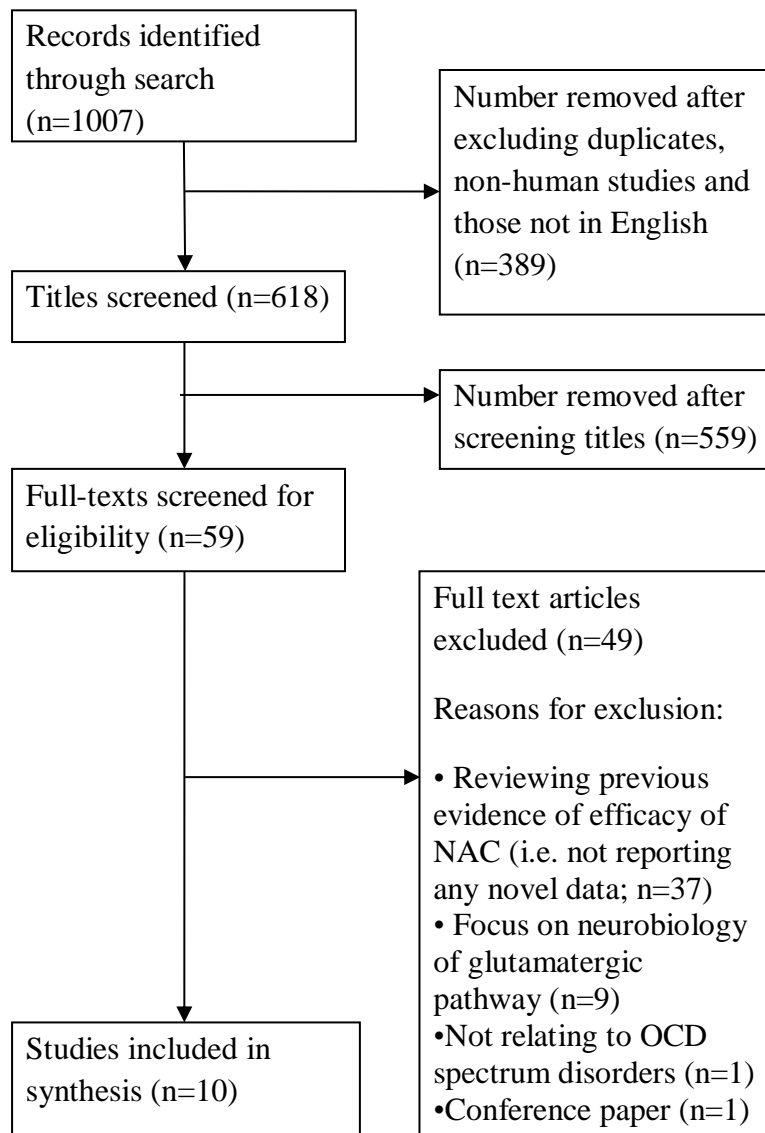 Records identified
through search
(n=1007)
Number removed after
excluding duplicates,
non-human studies and
those not in English
(n=389)
Titles screened (n=618)
Number removed after
screening titles (n=559)
Full-texts screened for
eligibility (n=59)
Full text articles
excluded (n=49)
Reasons for exclusion:
• Reviewing previous
evidence of efficacy of
NAC (i.e. not reporting
any novel data; n=37)
• Focus on neurobiology
of glutamatergic
pathway (n=9)
•Not relating to OCD
spectrum disorders (n=1)
•Conference paper (n=1)
Studies included in
synthesis (n=10)